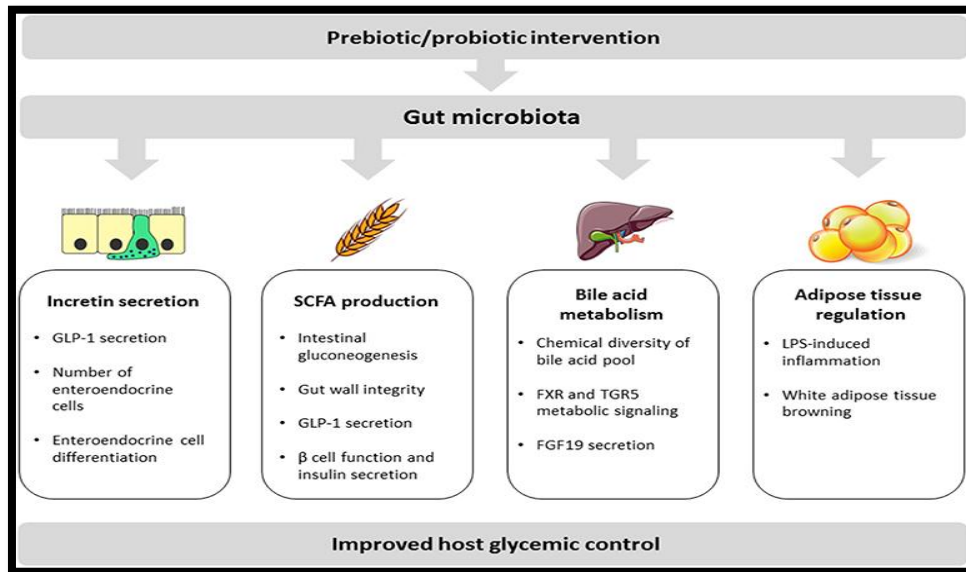 Prebiotic/probiotic intervention
Gut microbiota
Incretin secretion
• GLP-1 secretion
• Number of
enteroendocrine
cells
• Enteroendocrine cell
differentiation
SCFA production
• Intestinal
gluconeogenesis
• Gut wall integrity
• GLP-1 secretion
• β cell function and
insulin secretion
Bile acid
metabolism
• Chemical diversity of
bile acid pool
• FXR and TGR5
metabolic signaling
• FGF19 secretion
Adipose tissue
regulation
• LPS-induced
inflammation
• White adipose tissue
browning
Improved host glycemic control